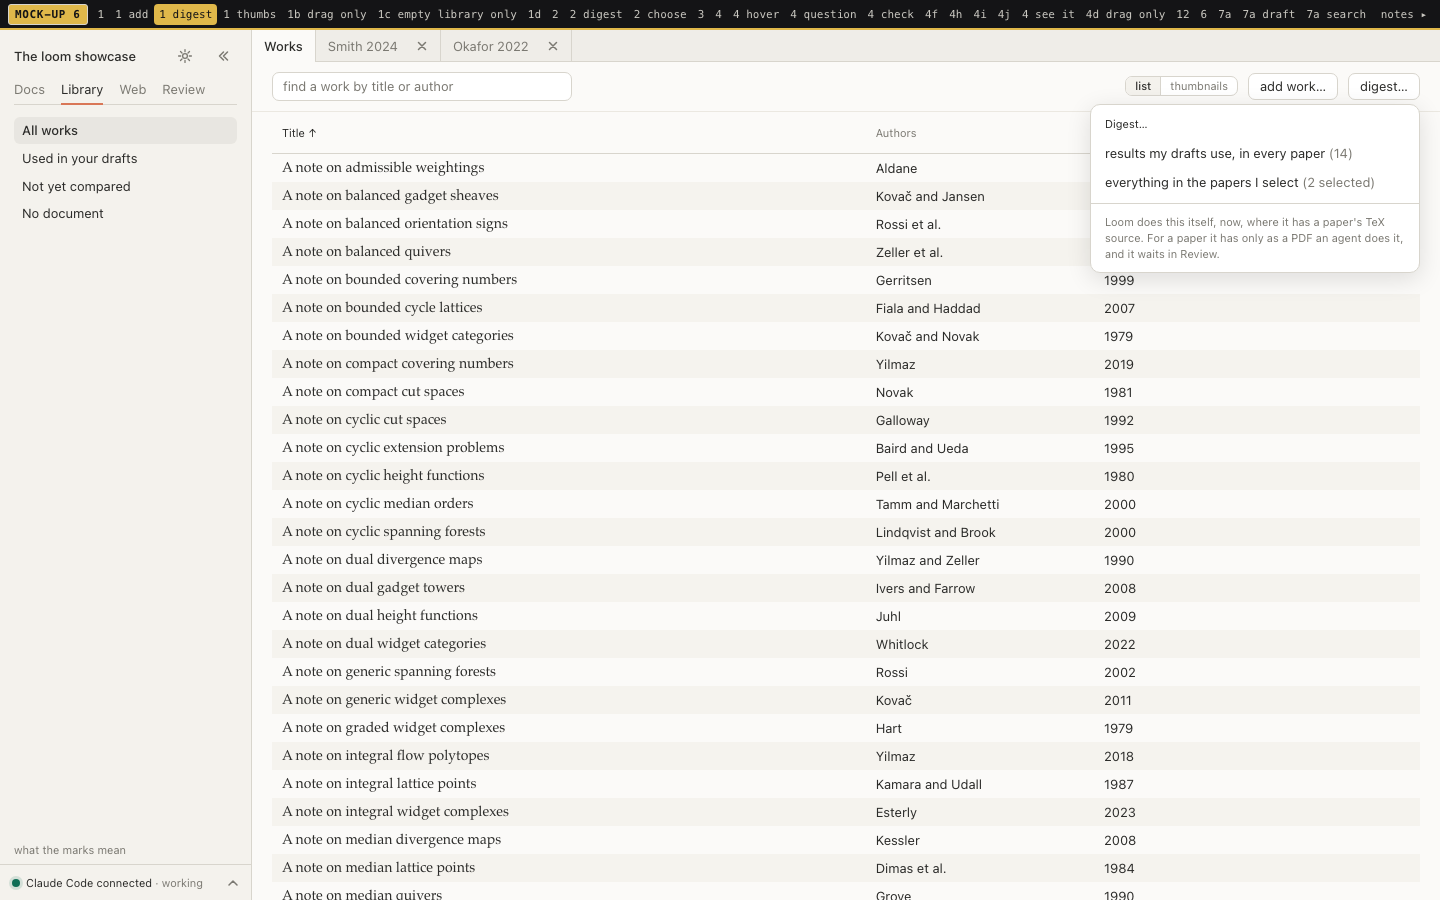 MOCK-UP 6 1 1 add 1 digest 1 thumbs 1b drag only 1c empty library only 1d 2 2 digest 2 choose 3 4 4 hover 4 question 4 check 4f 4h 4i 4j 4 see it 4d drag only 12 6 7a 7a draft 7a search notes ▸
The loom showcase
Docs Library Web Review
All works
Used in your drafts
Not yet compared
No document
what the marks mean
Claude Code connected · working
Works Smith 2024 ✕ Okafor 2022 ✕
find a work by title or author list thumbnails add work... digest...
Digest...
results my drafts use, in every paper (14)
everything in the papers I select (2 selected)
Loom does this itself, now, where it has a paper's TeX
source. For a paper it has only as a PDF an agent does it,
and it waits in Review.
Title ↑ Authors
A note on admissible weightings Aldane
A note on balanced gadget sheaves Kovač and Jansen
A note on balanced orientation signs Rossi et al.
A note on balanced quivers Zeller et al.
A note on bounded covering numbers Gerritsen 1999
A note on bounded cycle lattices Fiala and Haddad 2007
A note on bounded widget categories Kovač and Novak 1979
A note on compact covering numbers Yilmaz 2019
A note on compact cut spaces Novak 1981
A note on cyclic cut spaces Galloway 1992
A note on cyclic extension problems Baird and Ueda 1995
A note on cyclic height functions Pell et al. 1980
A note on cyclic median orders Tamm and Marchetti 2000
A note on cyclic spanning forests Lindqvist and Brook 2000
A note on dual divergence maps Yilmaz and Zeller 1990
A note on dual gadget towers Ivers and Farrow 2008
A note on dual height functions Juhl 2009
A note on dual widget categories Whitlock 2022
A note on generic spanning forests Rossi 2002
A note on generic widget complexes Kovač 2011
A note on graded widget complexes Hart 1979
A note on integral flow polytopes Yilmaz 2018
A note on integral lattice points Kamara and Udall 1987
A note on integral widget complexes Esterly 2023
A note on median divergence maps Kessler 2008
A note on median lattice points Dimas et al. 1984
A note on median quivers Grove 1990